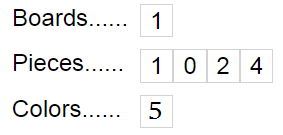 Boards...... 1
Pieces...... 1 0 2 4
Colors...... 5